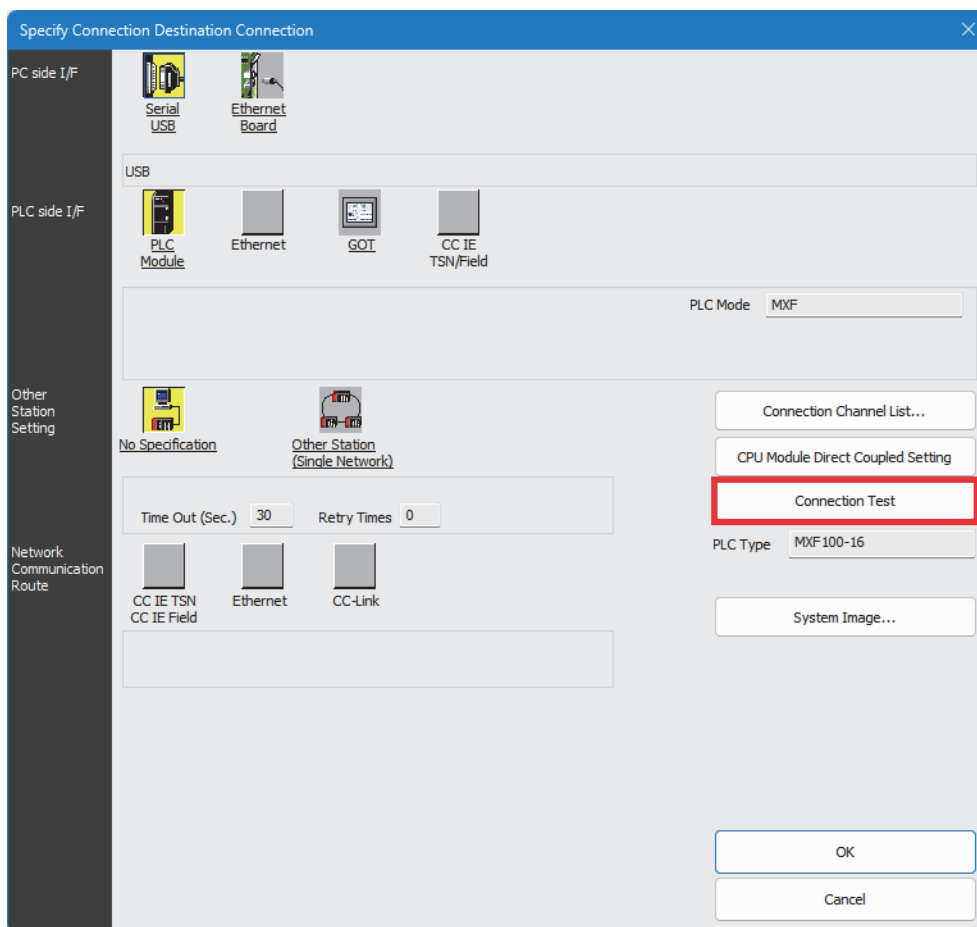 Specify Connection Destination Connection
PC side I/F
Serial
USB
Ethernet
Board
USB
PLC side I/F
PLC
Module
Ethernet
GOT
CC IE
TSN/Field
PLC Mode
MXF
Other
Station
Setting
No Specification
Other Station
(Single Network)
Connection Channel List...
CPU Module Direct Coupled Setting
Connection Test
Time Out (Sec.)
30
Retry Times
0
PLC Type
MXF100-16
Network
Communication
Route
CC IE TSN
CC IE Field
Ethernet
CC-Link
System Image...
OK
Cancel